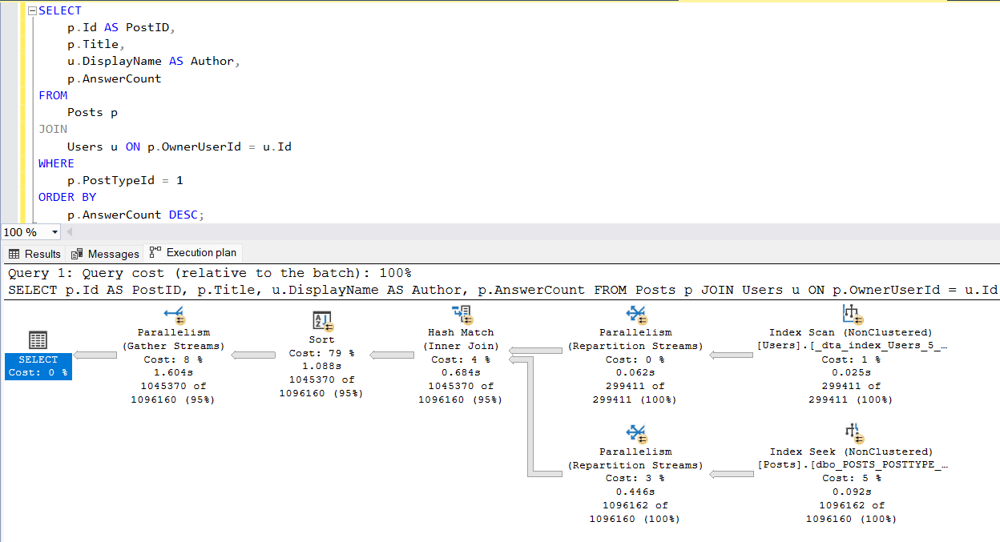 SELECT
p.Id AS PostID,
p.Title,
u.DisplayName AS Author,
p.AnswerCount
FROM
Posts p
JOIN
Users u ON p.OwnerUserId = u.Id
WHERE
p.PostTypeId = 1
ORDER BY
p.AnswerCount DESC;
100 %
Results Messages Execution plan
Query 1: Query cost (relative to the batch): 100%
SELECT p.Id AS PostID, p.Title, u.DisplayName AS Author, p.AnswerCount FROM Posts p JOIN Users u ON p.OwnerUserId = u.Id
SELECT
Cost: 0 %
Parallelism
(Gather Streams)
Cost: 8 %
1.604s
1045370 of
1096160 (95%)
Sort
Cost: 79 %
1.088s
1045370 of
1096160 (95%)
Hash Match
(Inner Join)
Cost: 4 %
0.684s
1045370 of
1096160 (95%)
Parallelism
(Repartition Streams)
Cost: 0 %
0.062s
299411 of
299411 (100%)
Index Scan (NonClustered)
[Users].[_dta_index_Users_5_…
Cost: 1 %
0.025s
299411 of
299411 (100%)
Parallelism
(Repartition Streams)
Cost: 3 %
0.446s
1096162 of
1096160 (100%)
Index Seek (NonClustered)
[Posts].[dbo_POSTS_POSTTYPE_…
Cost: 5 %
0.092s
1096162 of
1096160 (100%)